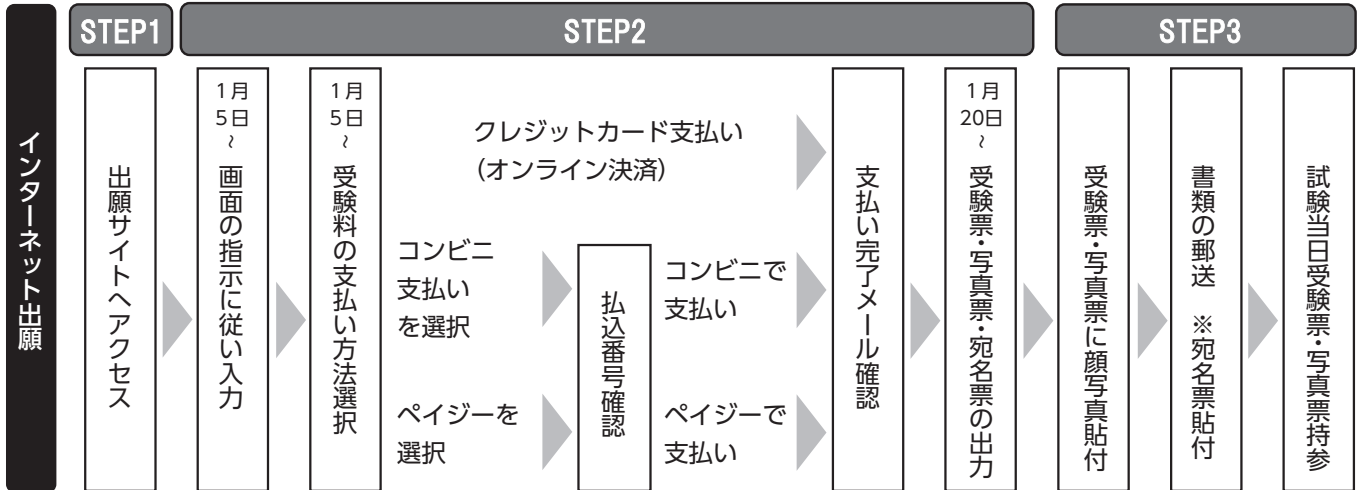 インターネット出願
STEP1
出願サイトへアクセス
STEP2
1月
5日
~
画面の指示に従い入力
1月
5日
~
受験料の支払い方法選択
クレジットカード支払い
(オンライン決済)
コンビニ
支払い
を選択
ペイジーを
選択
払込番号確認
コンビニで
支払い
ペイジーで
支払い
支払い完了メール確認
1月
20日
~
受験票・写真票・宛名票の出力
STEP3
受験票・写真票に顔写真貼付
書類の郵送 ※宛名票貼付
試験当日受験票・写真票持参